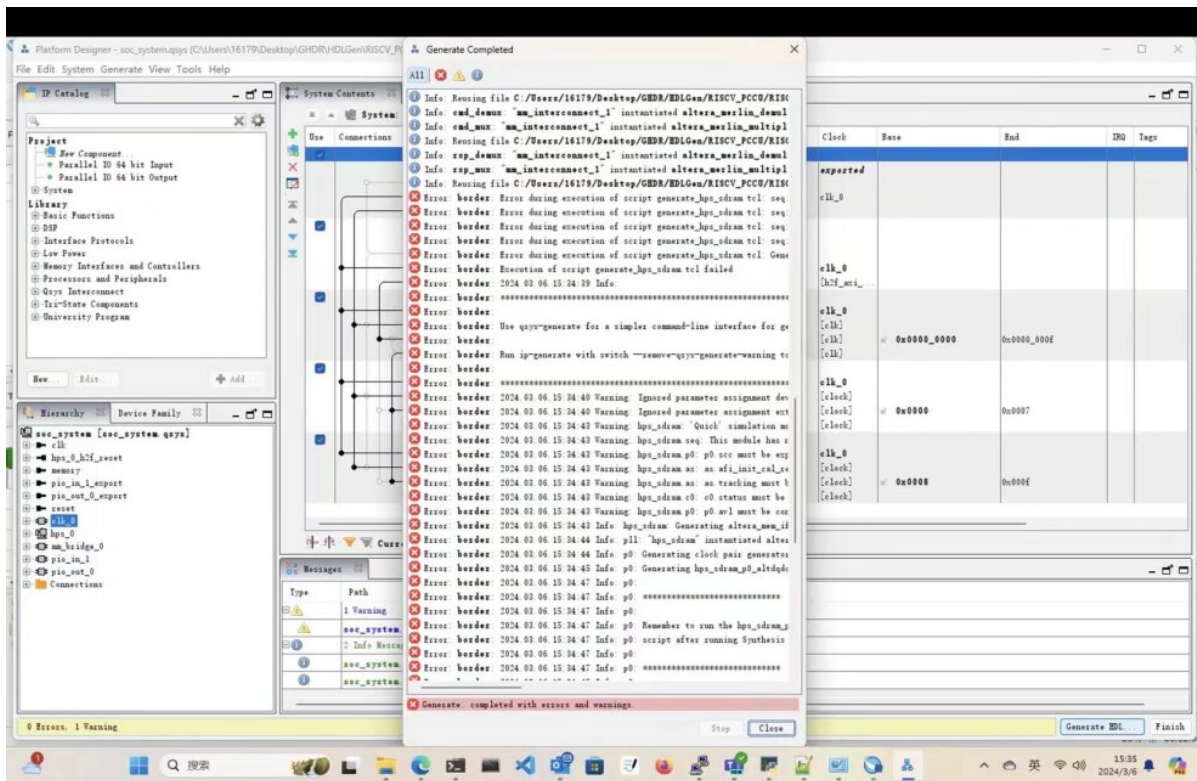 Platform Designer - soc_system.qsys (C:\Users\16179\Desktop\GHDR\HDLGen\RISCV_PC
File Edit System Generate View Tools Help
IP Catalog
Project
New Component...
Parallel IO 64 bit Input
Parallel IO 64 bit Output
System
Library
Basic Functions
DSP
Interface Protocols
Low Power
Memory Interfaces and Controllers
Processors and Peripherals
Qsys Interconnect
Tri-State Components
University Program
New... Edit... Add...
Hierarchy Device Family
soc_system [soc_system.qsys]
clk
hps_0_h2f_reset
memory
pio_in_1_export
pio_out_0_export
reset
clk_0
hps_0
mm_bridge_0
pio_in_1
pio_out_0
Connections
System Contents
System:
Use Connections
Curre
Messages
Type Path
1 Warning
soc_system.
2 Info Messag
soc_system.
soc_system.
Generate Completed
All
Info: Reusing file C:/Users/16179/Desktop/GHDR/HDLGen/RISCV_PCCU/RISC
Info: cmd_demux: "mm_interconnect_1" instantiated altera_merlin_demul
Info: cmd_mux: "mm_interconnect_1" instantiated altera_merlin_multipl
Info: Reusing file C:/Users/16179/Desktop/GHDR/HDLGen/RISCV_PCCU/RISC
Info: rsp_demux: "mm_interconnect_1" instantiated altera_merlin_demul
Info: rsp_mux: "mm_interconnect_1" instantiated altera_merlin_multipl
Info: Reusing file C:/Users/16179/Desktop/GHDR/HDLGen/RISCV_PCCU/RISC
Error: border: Error during execution of script generate_hps_sdram.tcl: seq:
Error: border: Error during execution of script generate_hps_sdram.tcl: seq:
Error: border: Error during execution of script generate_hps_sdram.tcl: seq:
Error: border: Error during execution of script generate_hps_sdram.tcl: seq:
Error: border: Error during execution of script generate_hps_sdram.tcl: Gene
Error: border: Execution of script generate_hps_sdram.tcl failed
Error: border: 2024.03.06.15:34:39 Info:
Error: border: ****************************************************
Error: border:
Error: border: Use qsys-generate for a simpler command-line interface for ge
Error: border:
Error: border: Run ip-generate with switch --remove-qsys-generate-warning to
Error: border:
Error: border: ****************************************************
Error: border: 2024.03.06.15:34:40 Warning: Ignored parameter assignment dev
Error: border: 2024.03.06.15:34:40 Warning: Ignored parameter assignment ext
Error: border: 2024.03.06.15:34:43 Warning: hps_sdram: 'Quick' simulation mo
Error: border: 2024.03.06.15:34:43 Warning: hps_sdram.seq: This module has n
Error: border: 2024.03.06.15:34:43 Warning: hps_sdram.p0: p0.scc must be exp
Error: border: 2024.03.06.15:34:43 Warning: hps_sdram.as: as.afi_init_cal_re
Error: border: 2024.03.06.15:34:43 Warning: hps_sdram.as: as.tracking must b
Error: border: 2024.03.06.15:34:43 Warning: hps_sdram.c0: c0.status must be
Error: border: 2024.03.06.15:34:43 Warning: hps_sdram.p0: p0.avl must be con
Error: border: 2024.03.06.15:34:43 Info: hps_sdram: Generating altera_mem_if
Error: border: 2024.03.06.15:34:44 Info: pll: "hps_sdram" instantiated alter
Error: border: 2024.03.06.15:34:44 Info: p0: Generating clock pair generator
Error: border: 2024.03.06.15:34:45 Info: p0: Generating hps_sdram_p0_altdqdq
Error: border: 2024.03.06.15:34:47 Info: p0:
Error: border: 2024.03.06.15:34:47 Info: p0: *****************************
Error: border: 2024.03.06.15:34:47 Info: p0:
Error: border: 2024.03.06.15:34:47 Info: p0: Remember to run the hps_sdram_p
Error: border: 2024.03.06.15:34:47 Info: p0: script after running Synthesis
Error: border: 2024.03.06.15:34:47 Info: p0:
Error: border: 2024.03.06.15:34:47 Info: p0: *****************************
Generate: completed with errors and warnings.
Stop Close
Clock Base End IRQ Tags
exported
clk_0
clk_0
[h2f_axi_...
clk_0
[clk]
[clk] 0x0000_0000 0x0000_000f
[clk]
clk_0
[clock]
[clock] 0x0000 0x0007
[clock]
clk_0
[clock]
[clock] 0x0008 0x000f
[clock]
0 Errors, 1 Warning
Generate HDL... Finish
搜索
英
15:35
2024/3/6